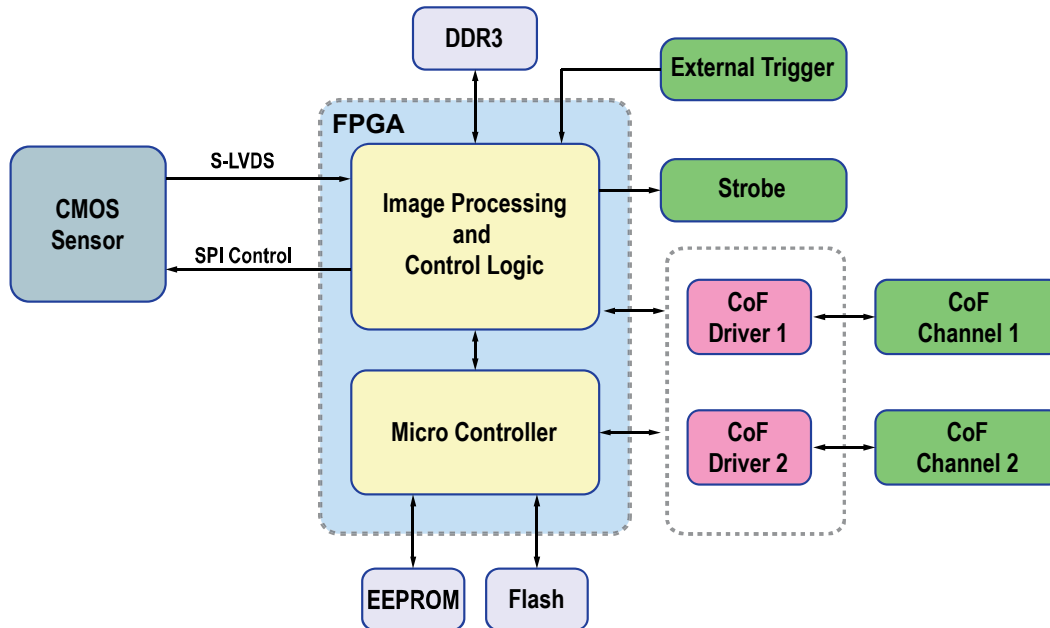 DDR3
External Trigger
FPGA
S-LVDS
CMOS
Sensor
Image Processing
and
Control Logic
Strobe
SPI Control
CoF
Driver 1
CoF
Channel 1
Micro Controller
CoF
Driver 2
CoF
Channel 2
EEPROM
Flash